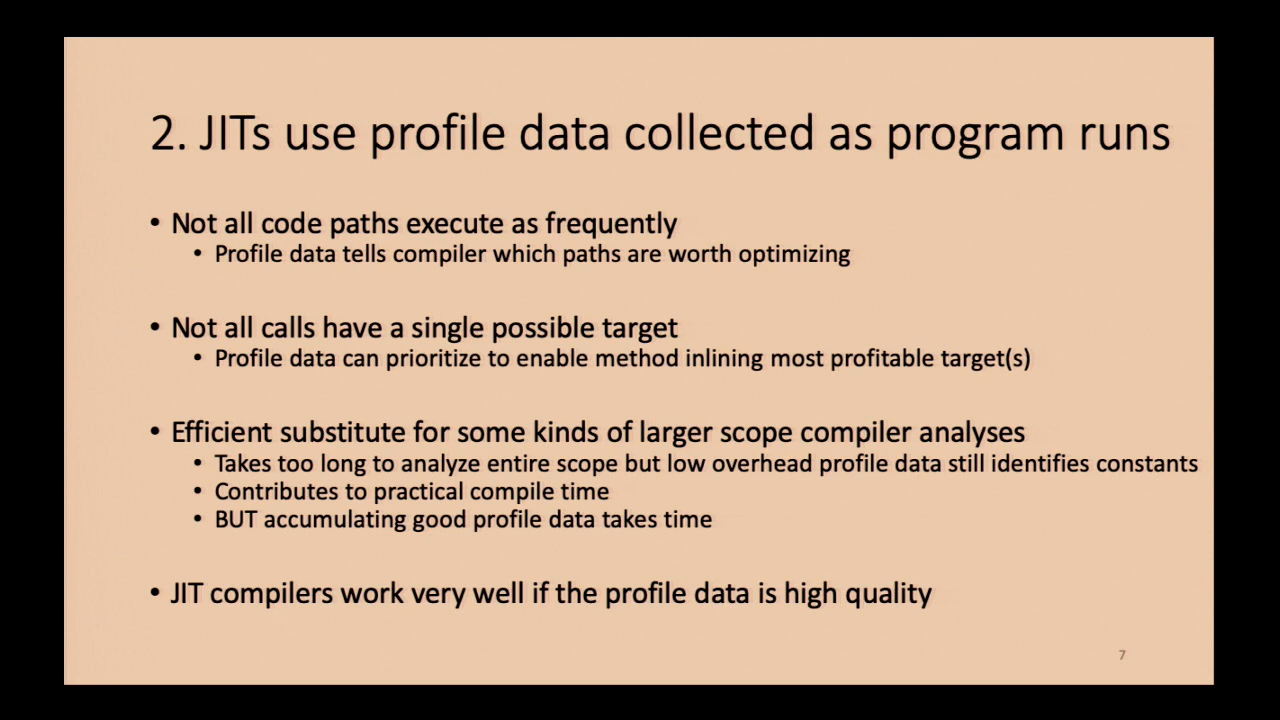 2. JITs use profile data collected as program runs
• Not all code paths execute as frequently
• Profile data tells compiler which paths are worth optimizing
• Not all calls have a single possible target
• Profile data can prioritize to enable method inlining most profitable target(s)
• Efficient substitute for some kinds of larger scope compiler analyses
• Takes too long to analyze entire scope but low overhead profile data still identifies constants
• Contributes to practical compile time
• BUT accumulating good profile data takes time
• JIT compilers work very well if the profile data is high quality
7